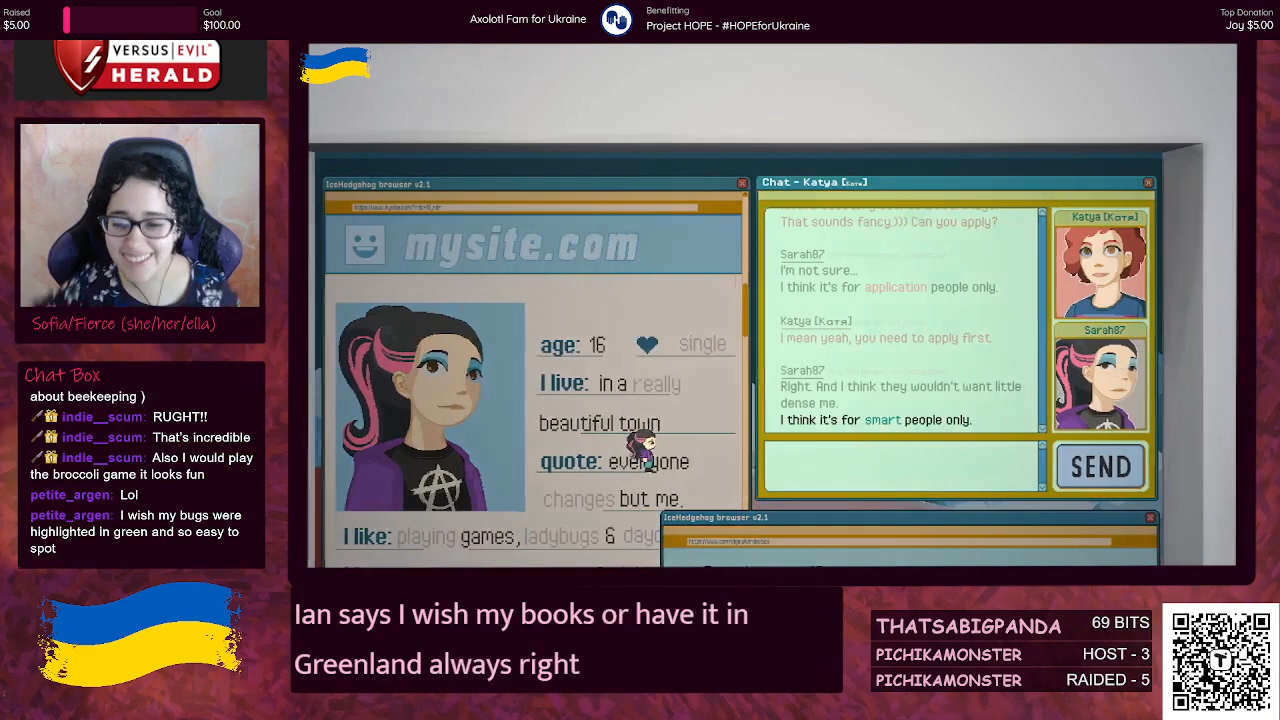 Raised
$5.00
Goal
$100.00
Axolotl Fam for Ukraine
Benefitting
Project HOPE - #HOPEforUkraine
Top Donation
Joy $5.00
VERSUS|EVIL
HERALD
Sofia/Fierce (she/her/ella)
Chat Box
about beekeeping )
indie__scum: RUGHT!!
indie__scum: That's incredible
indie__scum: Also I would play
the broccoli game it looks fun
petite_argen: Lol
petite_argen: I wish my bugs were
highlighted in green and so easy to
spot
IceHedgehog browser v2.1
mysite.com
age: 16
single
I live: in a really
beautiful town
quote: everyone
changes but me.
I like: playing games, ladybugs &
Chat - Katya [Катя]
That sounds fancy))) Can you apply?
Sarah87
I'm not sure...
I think it's for application people only.
Katya [Катя]
I mean yeah, you need to apply first.
Sarah87
Right. And I think they wouldn't want little
dense me.
I think it's for smart people only.
Katya [Катя]
Sarah87
SEND
IceHedgehog browser v2.1
Ian says I wish my books or have it in
Greenland always right
THATSABIGPANDA 69 BITS
PICHIKAMONSTER HOST - 3
PICHIKAMONSTER RAIDED - 5